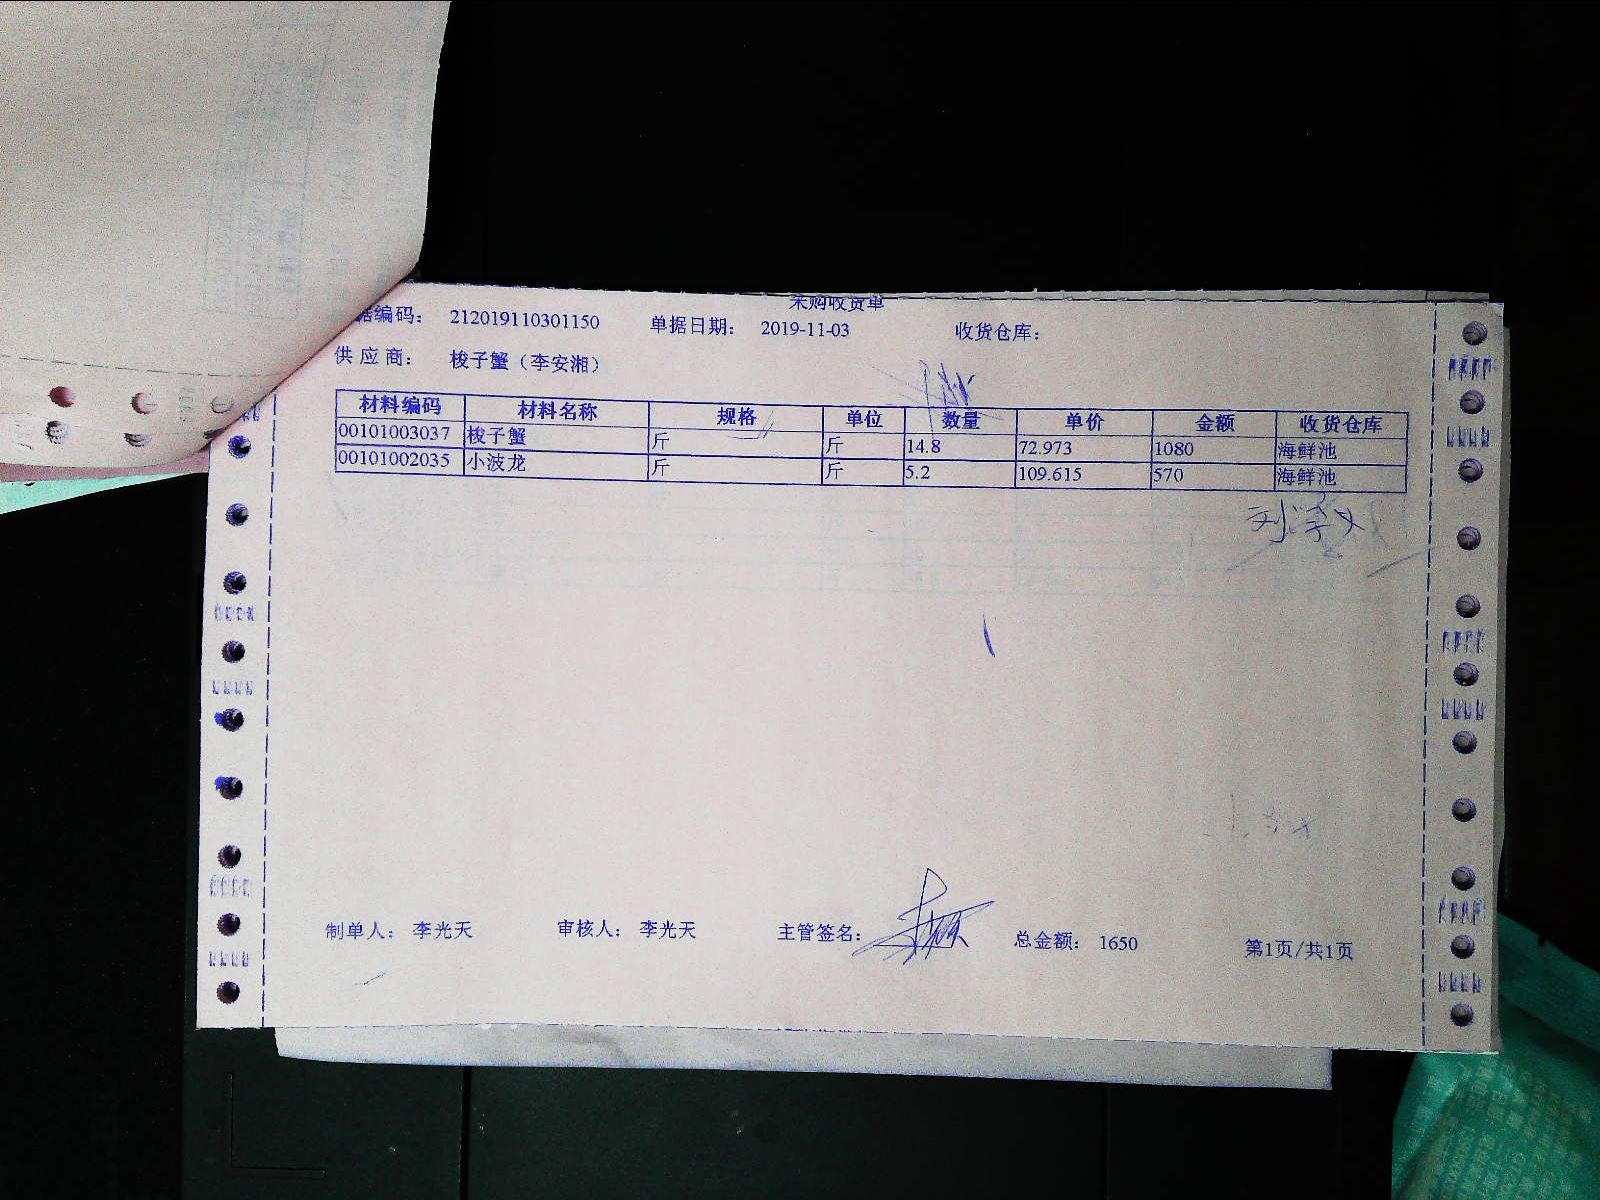 采购收货单
据编码： 212019110301150 单据日期： 2019-11-03 收货仓库：
供应商： 梭子蟹（李安湘）
材料编码 材料名称 规格 单位 数量 单价 金额 收货仓库
00101003037 梭子蟹 斤 斤 14.8 72.973 1080 海鲜池
00101002035 小波龙 斤 斤 5.2 109.615 570 海鲜池
制单人： 李光天 审核人： 李光天 主管签名： 总金额： 1650 第1页/共1页